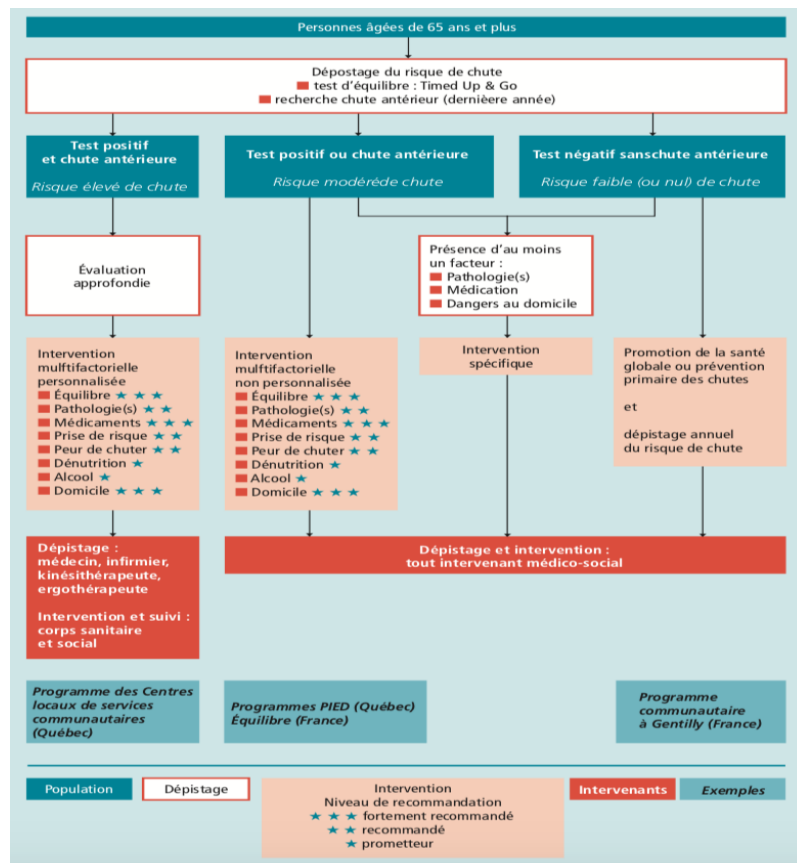 Personnes âgées de 65 ans et plus
Dépostage du risque de chute
test d'équilibre : Timed Up & Go
recherche chute antérieur (dernièere année)
Test positif
et chute antérieure
Risque élevé de chute
Test positif ou chute antérieure
Risque modéréde chute
Test négatif sanschute antérieure
Risque faible (ou nul) de chute
Évaluation
approfondie
Présence d'au moins
un facteur :
Pathologie(s)
Médication
Dangers au domicile
Intervention
mulftifactorielle
personnalisée
Équilibre ★ ★ ★
Pathologie(s) ★ ★
Médicaments ★ ★ ★
Prise de risque ★ ★
Peur de chuter ★ ★
Dénutrition ★
Alcool ★
Domicile ★ ★ ★
Intervention
mulftifactorielle
non personnalisée
Équilibre ★ ★ ★
Pathologie(s) ★ ★
Médicaments ★ ★ ★
Prise de risque ★ ★
Peur de chuter ★ ★
Dénutrition ★
Alcool ★
Domicile ★ ★ ★
Intervention
spécifique
Promotion de la santé
globale ou prévention
primaire des chutes
et
dépistage annuel
du risque de chute
Dépistage :
médecin, infirmier,
kinésithérapeute,
ergothérapeute
Intervention et suivi :
corps sanitaire
et social
Dépistage et intervention :
tout intervenant médico-social
Programme des Centres
locaux de services
communautaires
(Québec)
Programmes PIED (Québec)
Équilibre (France)
Programme
communautaire
à Gentilly (France)
Population
Dépistage
Intervention
Niveau de recommandation
★ ★ ★ fortement recommandé
★ ★ recommandé
★ prometteur
Intervenants
Exemples